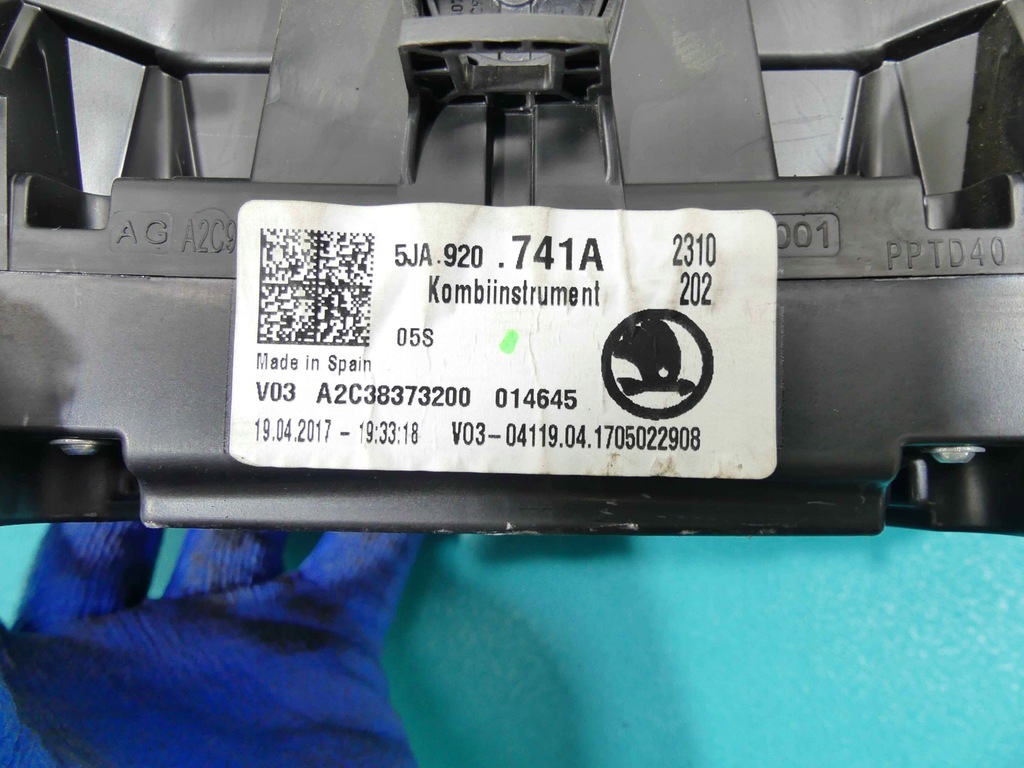 AG A2C9
001
PPTD40
5JA.920 .741A 2310
Kombiinstrument 202
05S
Made in Spain
V03 A2C38373200 014645
19.04.2017 - 19:33:18 V03-04119.04.1705022908